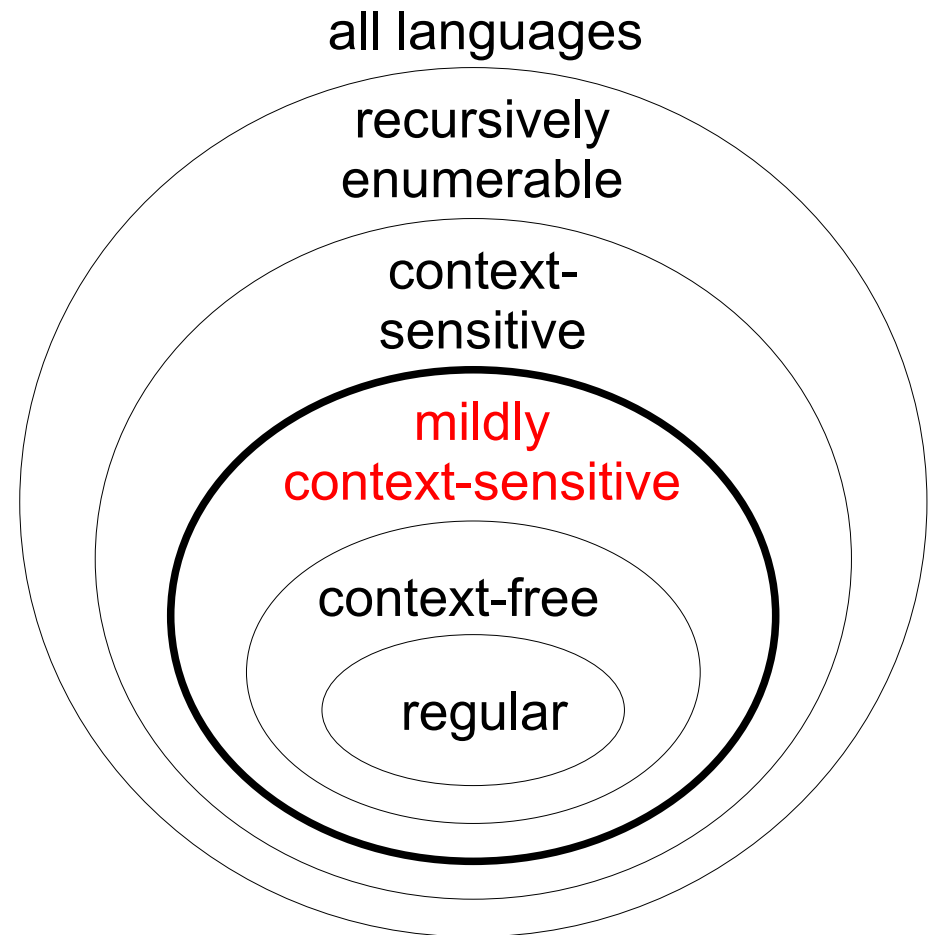 all languages
recursively
enumerable
context-
sensitive
mildly
context-sensitive
context-free
regular